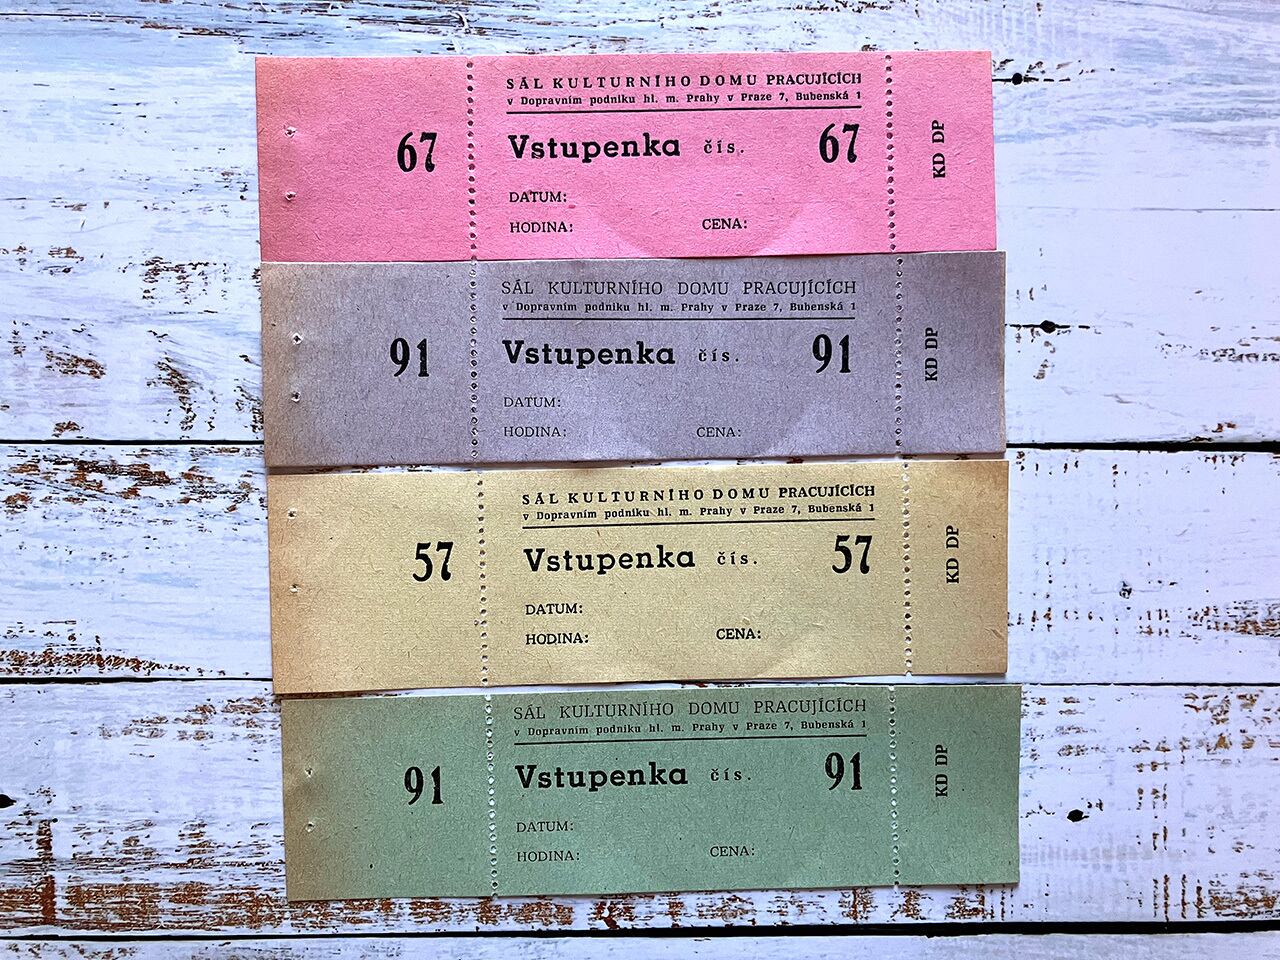 67
SÁL KULTURNÍHO DOMU PRACUJÍCÍCH
v Dopravním podniku hl. m. Prahy v Praze 7, Bubenská 1
Vstupenka čís. 67
DATUM:
HODINA: CENA:
KD DP
91
SÁL KULTURNÍHO DOMU PRACUJÍCÍCH
v Dopravním podniku hl. m. Prahy v Praze 7, Bubenská 1
Vstupenka čís. 91
DATUM:
HODINA: CENA:
KD DP
57
SÁL KULTURNÍHO DOMU PRACUJÍCÍCH
v Dopravním podniku hl. m. Prahy v Praze 7, Bubenská 1
Vstupenka čís. 57
DATUM:
HODINA: CENA:
KD DP
91
SÁL KULTURNÍHO DOMU PRACUJÍCÍCH
v Dopravním podniku hl. m. Prahy v Praze 7, Bubenská 1
Vstupenka čís. 91
DATUM:
HODINA: CENA:
KD DP